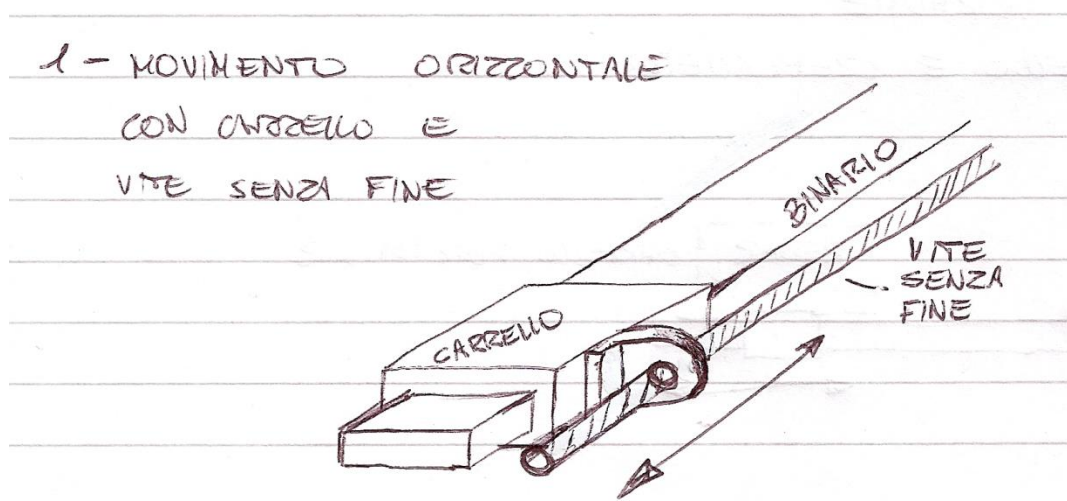 1 - MOVIMENTO ORIZZONTALE
CON CARRELLO E
VITE SENZA FINE
BINARIO
VITE
SENZA
FINE
CARRELLO